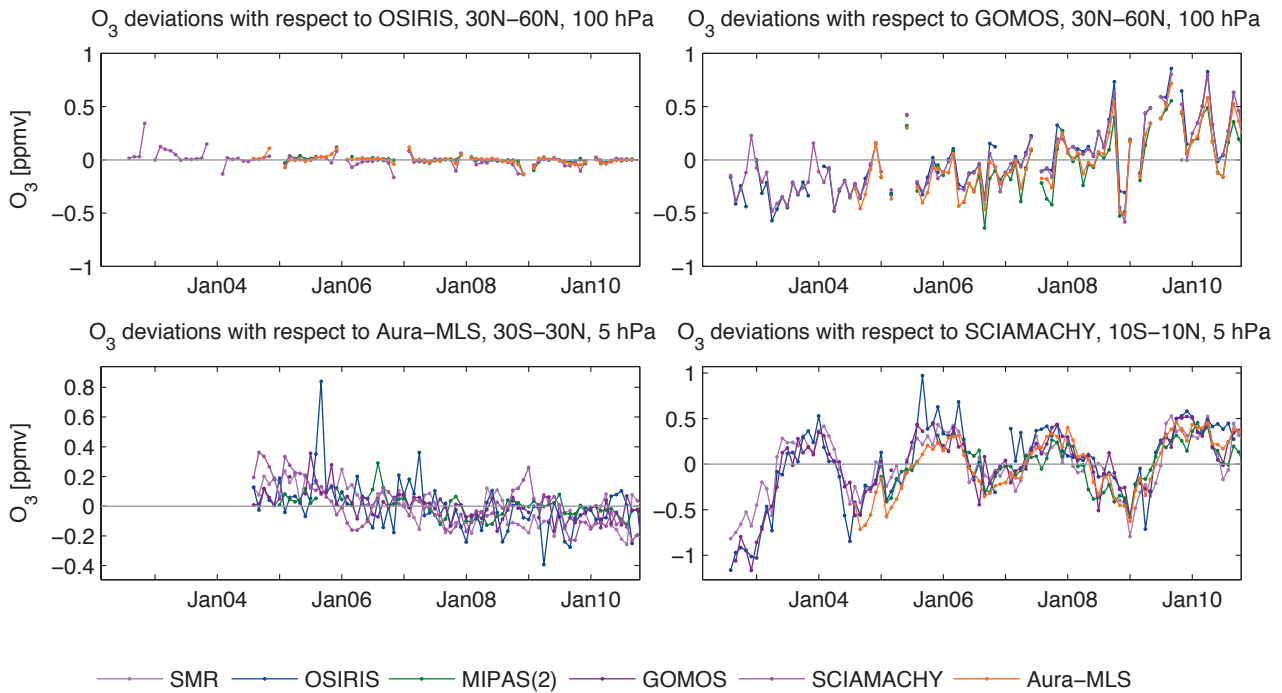 O3 deviations with respect to OSIRIS, 30N−60N, 100 hPa
O3 deviations with respect to GOMOS, 30N−60N, 100 hPa
O3 [ppmv]
1
0.5
0
−0.5
−1
Jan04 Jan06 Jan08 Jan10
1
0.5
0
−0.5
−1
Jan04 Jan06 Jan08 Jan10
O3 deviations with respect to Aura−MLS, 30S−30N, 5 hPa
O3 deviations with respect to SCIAMACHY, 10S−10N, 5 hPa
O3 [ppmv]
0.8
0.6
0.4
0.2
0
−0.2
−0.4
Jan04 Jan06 Jan08 Jan10
1
0.5
0
−0.5
−1
Jan04 Jan06 Jan08 Jan10
SMR OSIRIS MIPAS(2) GOMOS SCIAMACHY Aura−MLS